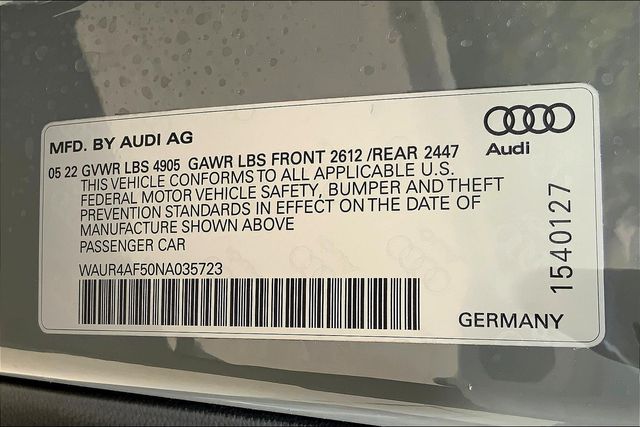 MFD. BY AUDI AG
05 22 GVWR LBS 4905 GAWR LBS FRONT 2612 /REAR 2447
THIS VEHICLE CONFORMS TO ALL APPLICABLE U.S.
FEDERAL MOTOR VEHICLE SAFETY, BUMPER AND THEFT
PREVENTION STANDARDS IN EFFECT ON THE DATE OF
MANUFACTURE SHOWN ABOVE
PASSENGER CAR
WAUR4AF50NA035723
Audi
1540127
GERMANY